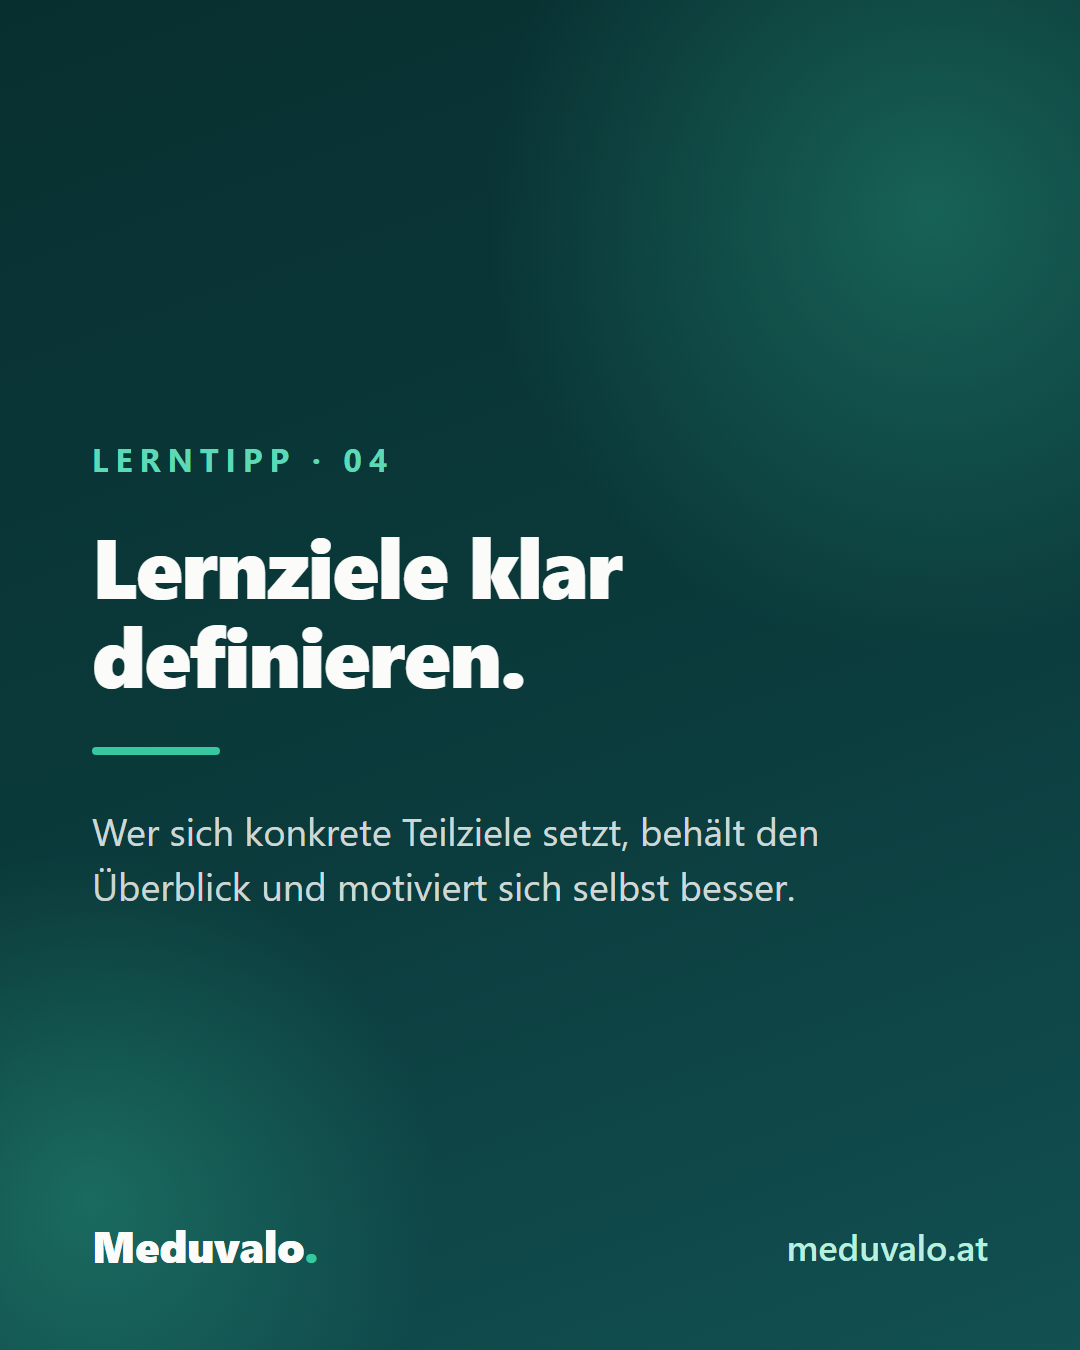 LERNTIPP · 04
Lernziele klar
definieren.
Wer sich konkrete Teilziele setzt, behält den
Überblick und motiviert sich selbst besser.
Meduvalo.
meduvalo.at